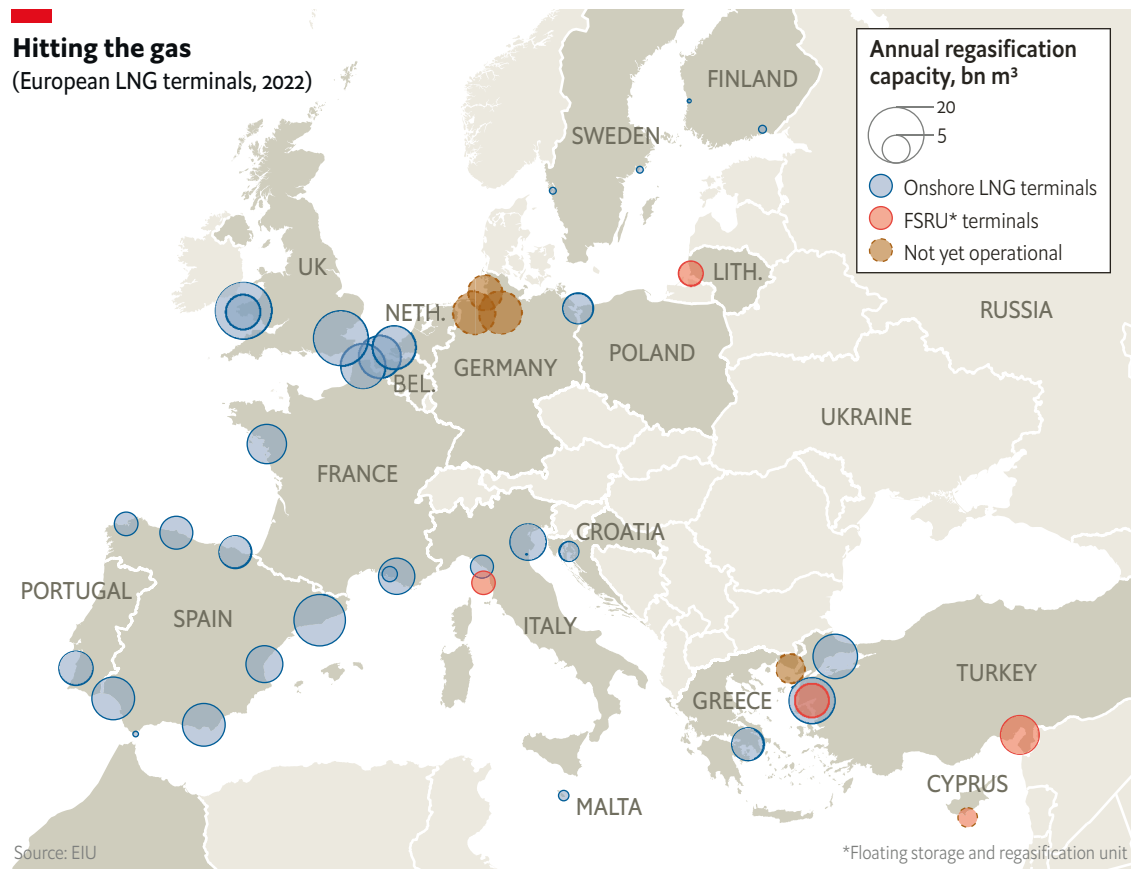 Hitting the gas
(European LNG terminals, 2022)
Annual regasification
capacity, bn m³
20
5
Onshore LNG terminals
FSRU* terminals
Not yet operational
FINLAND
SWEDEN
UK
LITH.
NETH.
RUSSIA
GERMANY
POLAND
BEL.
UKRAINE
FRANCE
CROATIA
PORTUGAL
SPAIN
ITALY
TURKEY
GREECE
CYPRUS
MALTA
Source: EIU
*Floating storage and regasification unit